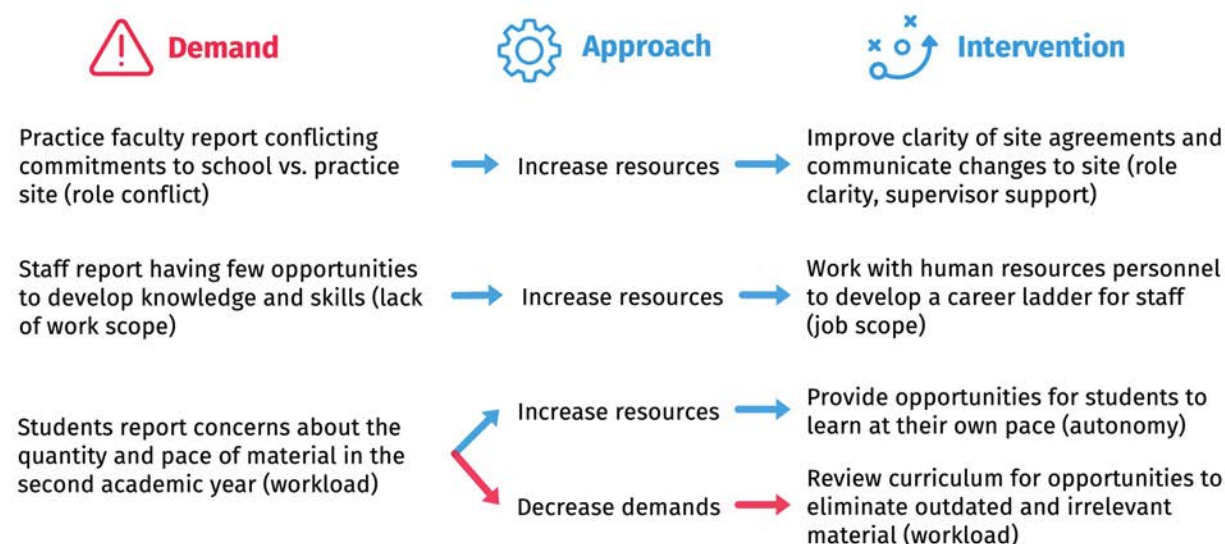 Demand
Approach
Intervention
Practice faculty report conflicting
commitments to school vs. practice
site (role conflict)
Increase resources
Improve clarity of site agreements and
communicate changes to site (role
clarity, supervisor support)
Staff report having few opportunities
to develop knowledge and skills (lack
of work scope)
Increase resources
Work with human resources personnel
to develop a career ladder for staff
(job scope)
Students report concerns about the
quantity and pace of material in the
second academic year (workload)
Increase resources
Provide opportunities for students to
learn at their own pace (autonomy)
Decrease demands
Review curriculum for opportunities to
eliminate outdated and irrelevant
material (workload)